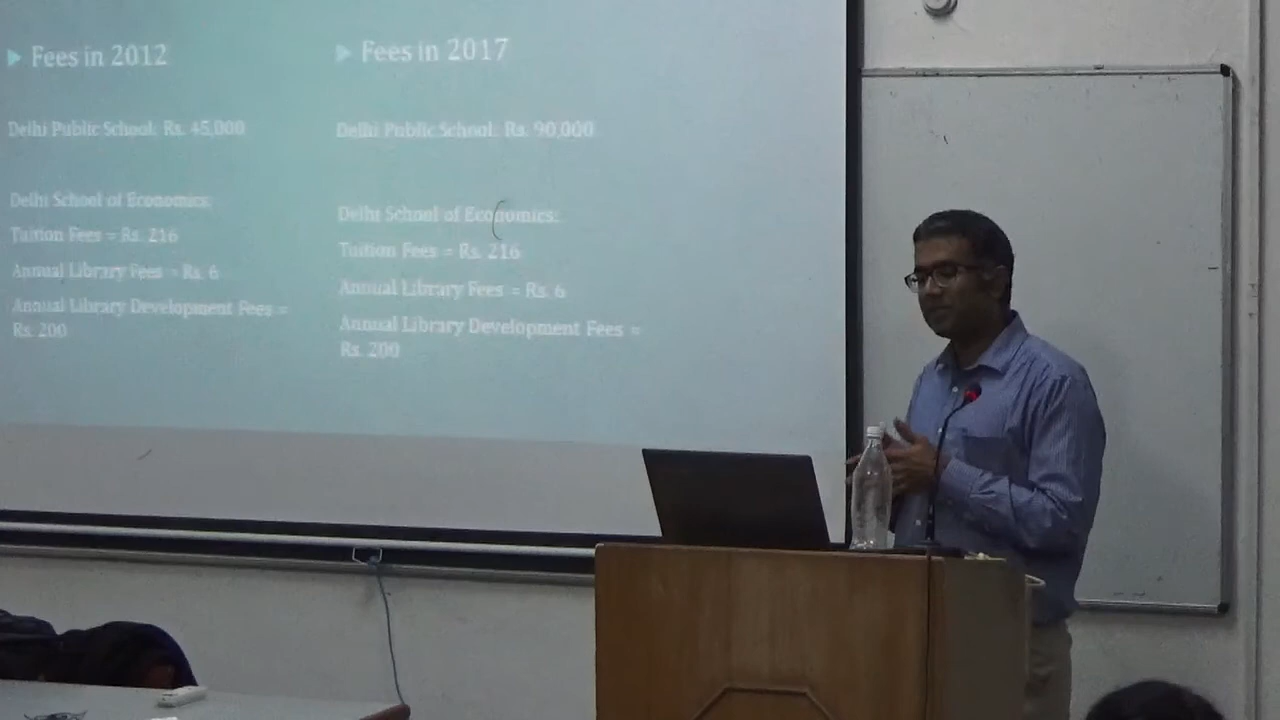 Fees in 2012
Delhi Public School: Rs. 45,000
Delhi School of Economics:
Tuition Fees = Rs. 216
Annual Library Fees = Rs. 6
Annual Library Development Fees =
Rs. 200
Fees in 2017
Delhi Public School: Rs. 90,000
Delhi School of Economics:
Tuition Fees = Rs. 216
Annual Library Fees = Rs. 6
Annual Library Development Fees =
Rs. 200